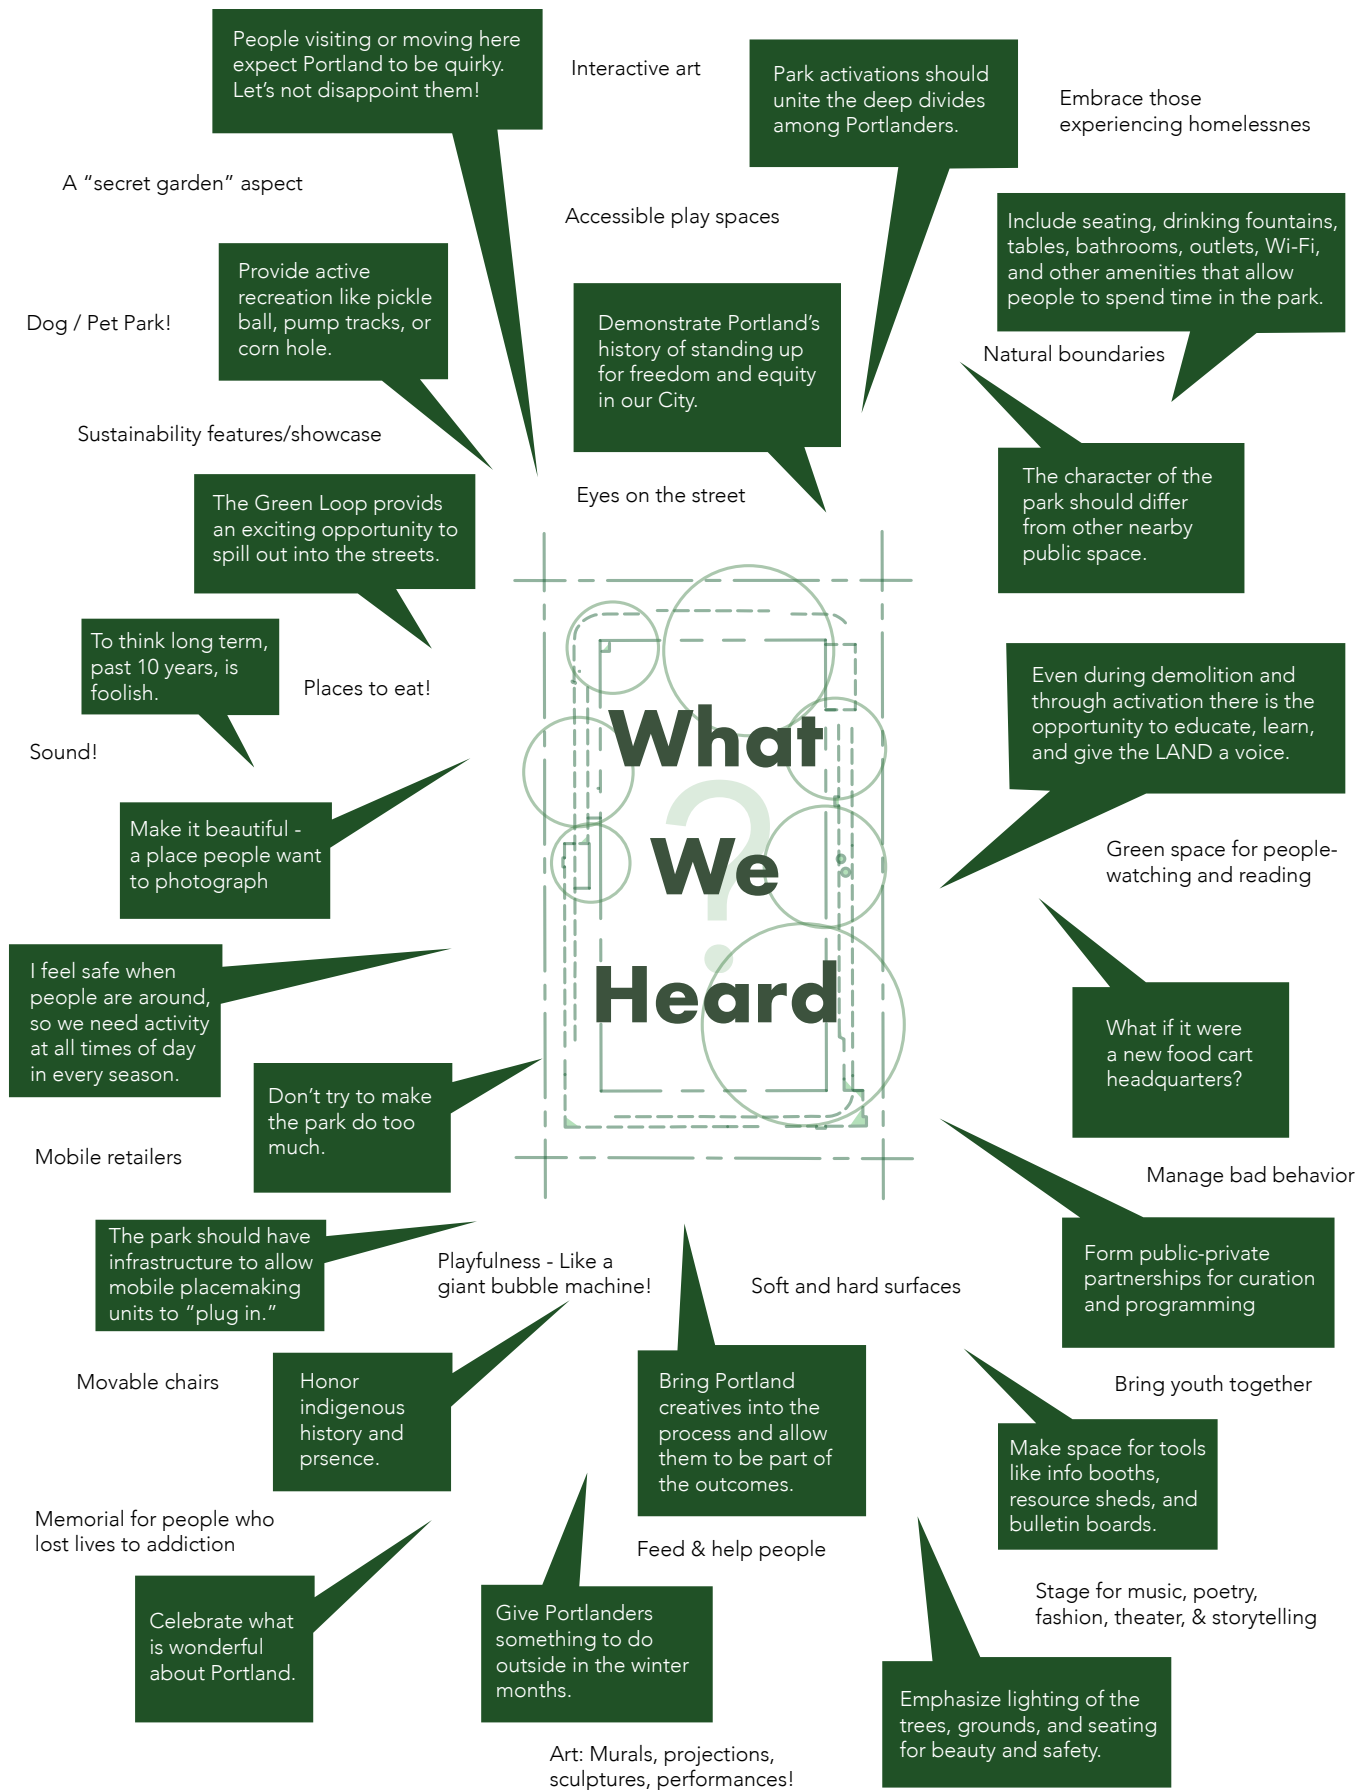 People visiting or moving here
expect Portland to be quirky.
Let's not disappoint them!
Interactive art
Park activations should
unite the deep divides
among Portlanders.
Embrace those
experiencing homelessnes
A “secret garden” aspect
Accessible play spaces
Include seating, drinking fountains,
tables, bathrooms, outlets, Wi-Fi,
and other amenities that allow
people to spend time in the park.
Provide active
recreation like pickle
ball, pump tracks, or
corn hole.
Dog / Pet Park!
Demonstrate Portland's
history of standing up
for freedom and equity
in our City.
Natural boundaries
Sustainability features/showcase
The Green Loop provids
an exciting opportunity to
spill out into the streets.
Eyes on the street
The character of the
park should differ
from other nearby
public space.
To think long term,
past 10 years, is
foolish.
Places to eat!
Even during demolition and
through activation there is the
opportunity to educate, learn,
and give the LAND a voice.
Sound!
?
What
We
Heard
Make it beautiful -
a place people want
to photograph
Green space for people-
watching and reading
I feel safe when
people are around,
so we need activity
at all times of day
in every season.
What if it were
a new food cart
headquarters?
Don't try to make
the park do too
much.
Mobile retailers
Manage bad behavior
The park should have
infrastructure to allow
mobile placemaking
units to “plug in.”
Playfulness - Like a
giant bubble machine!
Soft and hard surfaces
Form public-private
partnerships for curation
and programming
Movable chairs
Honor
indigenous
history and
prsence.
Bring Portland
creatives into the
process and allow
them to be part of
the outcomes.
Bring youth together
Make space for tools
like info booths,
resource sheds, and
bulletin boards.
Memorial for people who
lost lives to addiction
Feed & help people
Celebrate what
is wonderful
about Portland.
Give Portlanders
something to do
outside in the winter
months.
Stage for music, poetry,
fashion, theater, & storytelling
Emphasize lighting of the
trees, grounds, and seating
for beauty and safety.
Art: Murals, projections,
sculptures, performances!